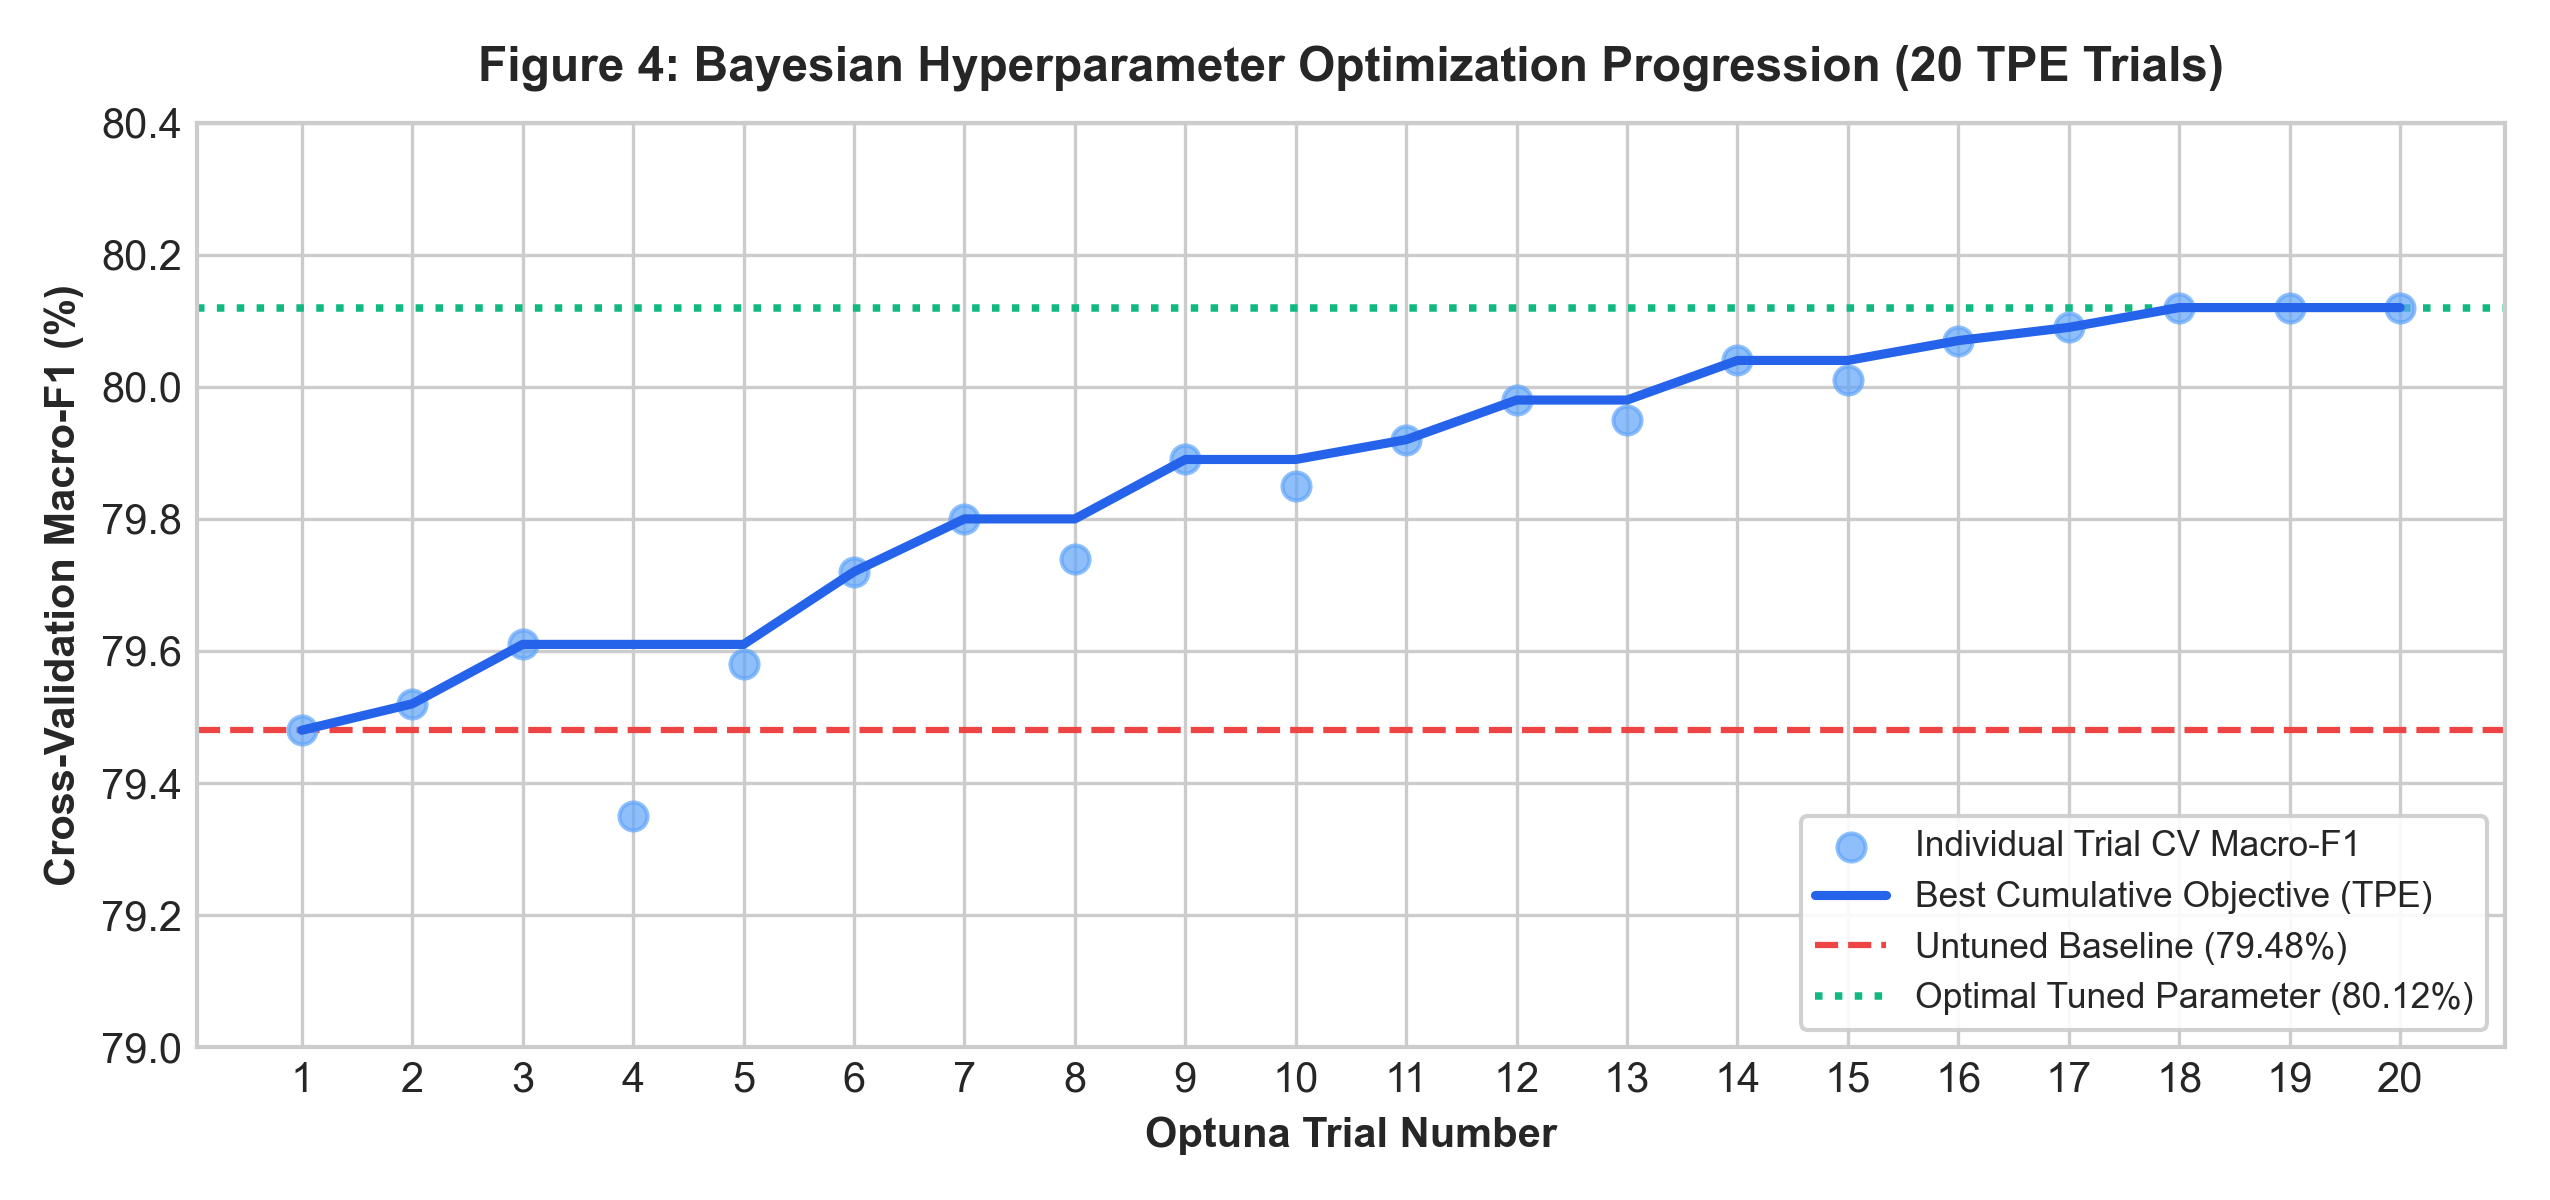 Figure 4: Bayesian Hyperparameter Optimization Progression (20 TPE Trials)
Cross-Validation Macro-F1 (%)
80.4
80.2
80.0
79.8
79.6
79.4
79.2
79.0
Individual Trial CV Macro-F1
Best Cumulative Objective (TPE)
Untuned Baseline (79.48%)
Optimal Tuned Parameter (80.12%)
1 2 3 4 5 6 7 8 9 10 11 12 13 14 15 16 17 18 19 20
Optuna Trial Number